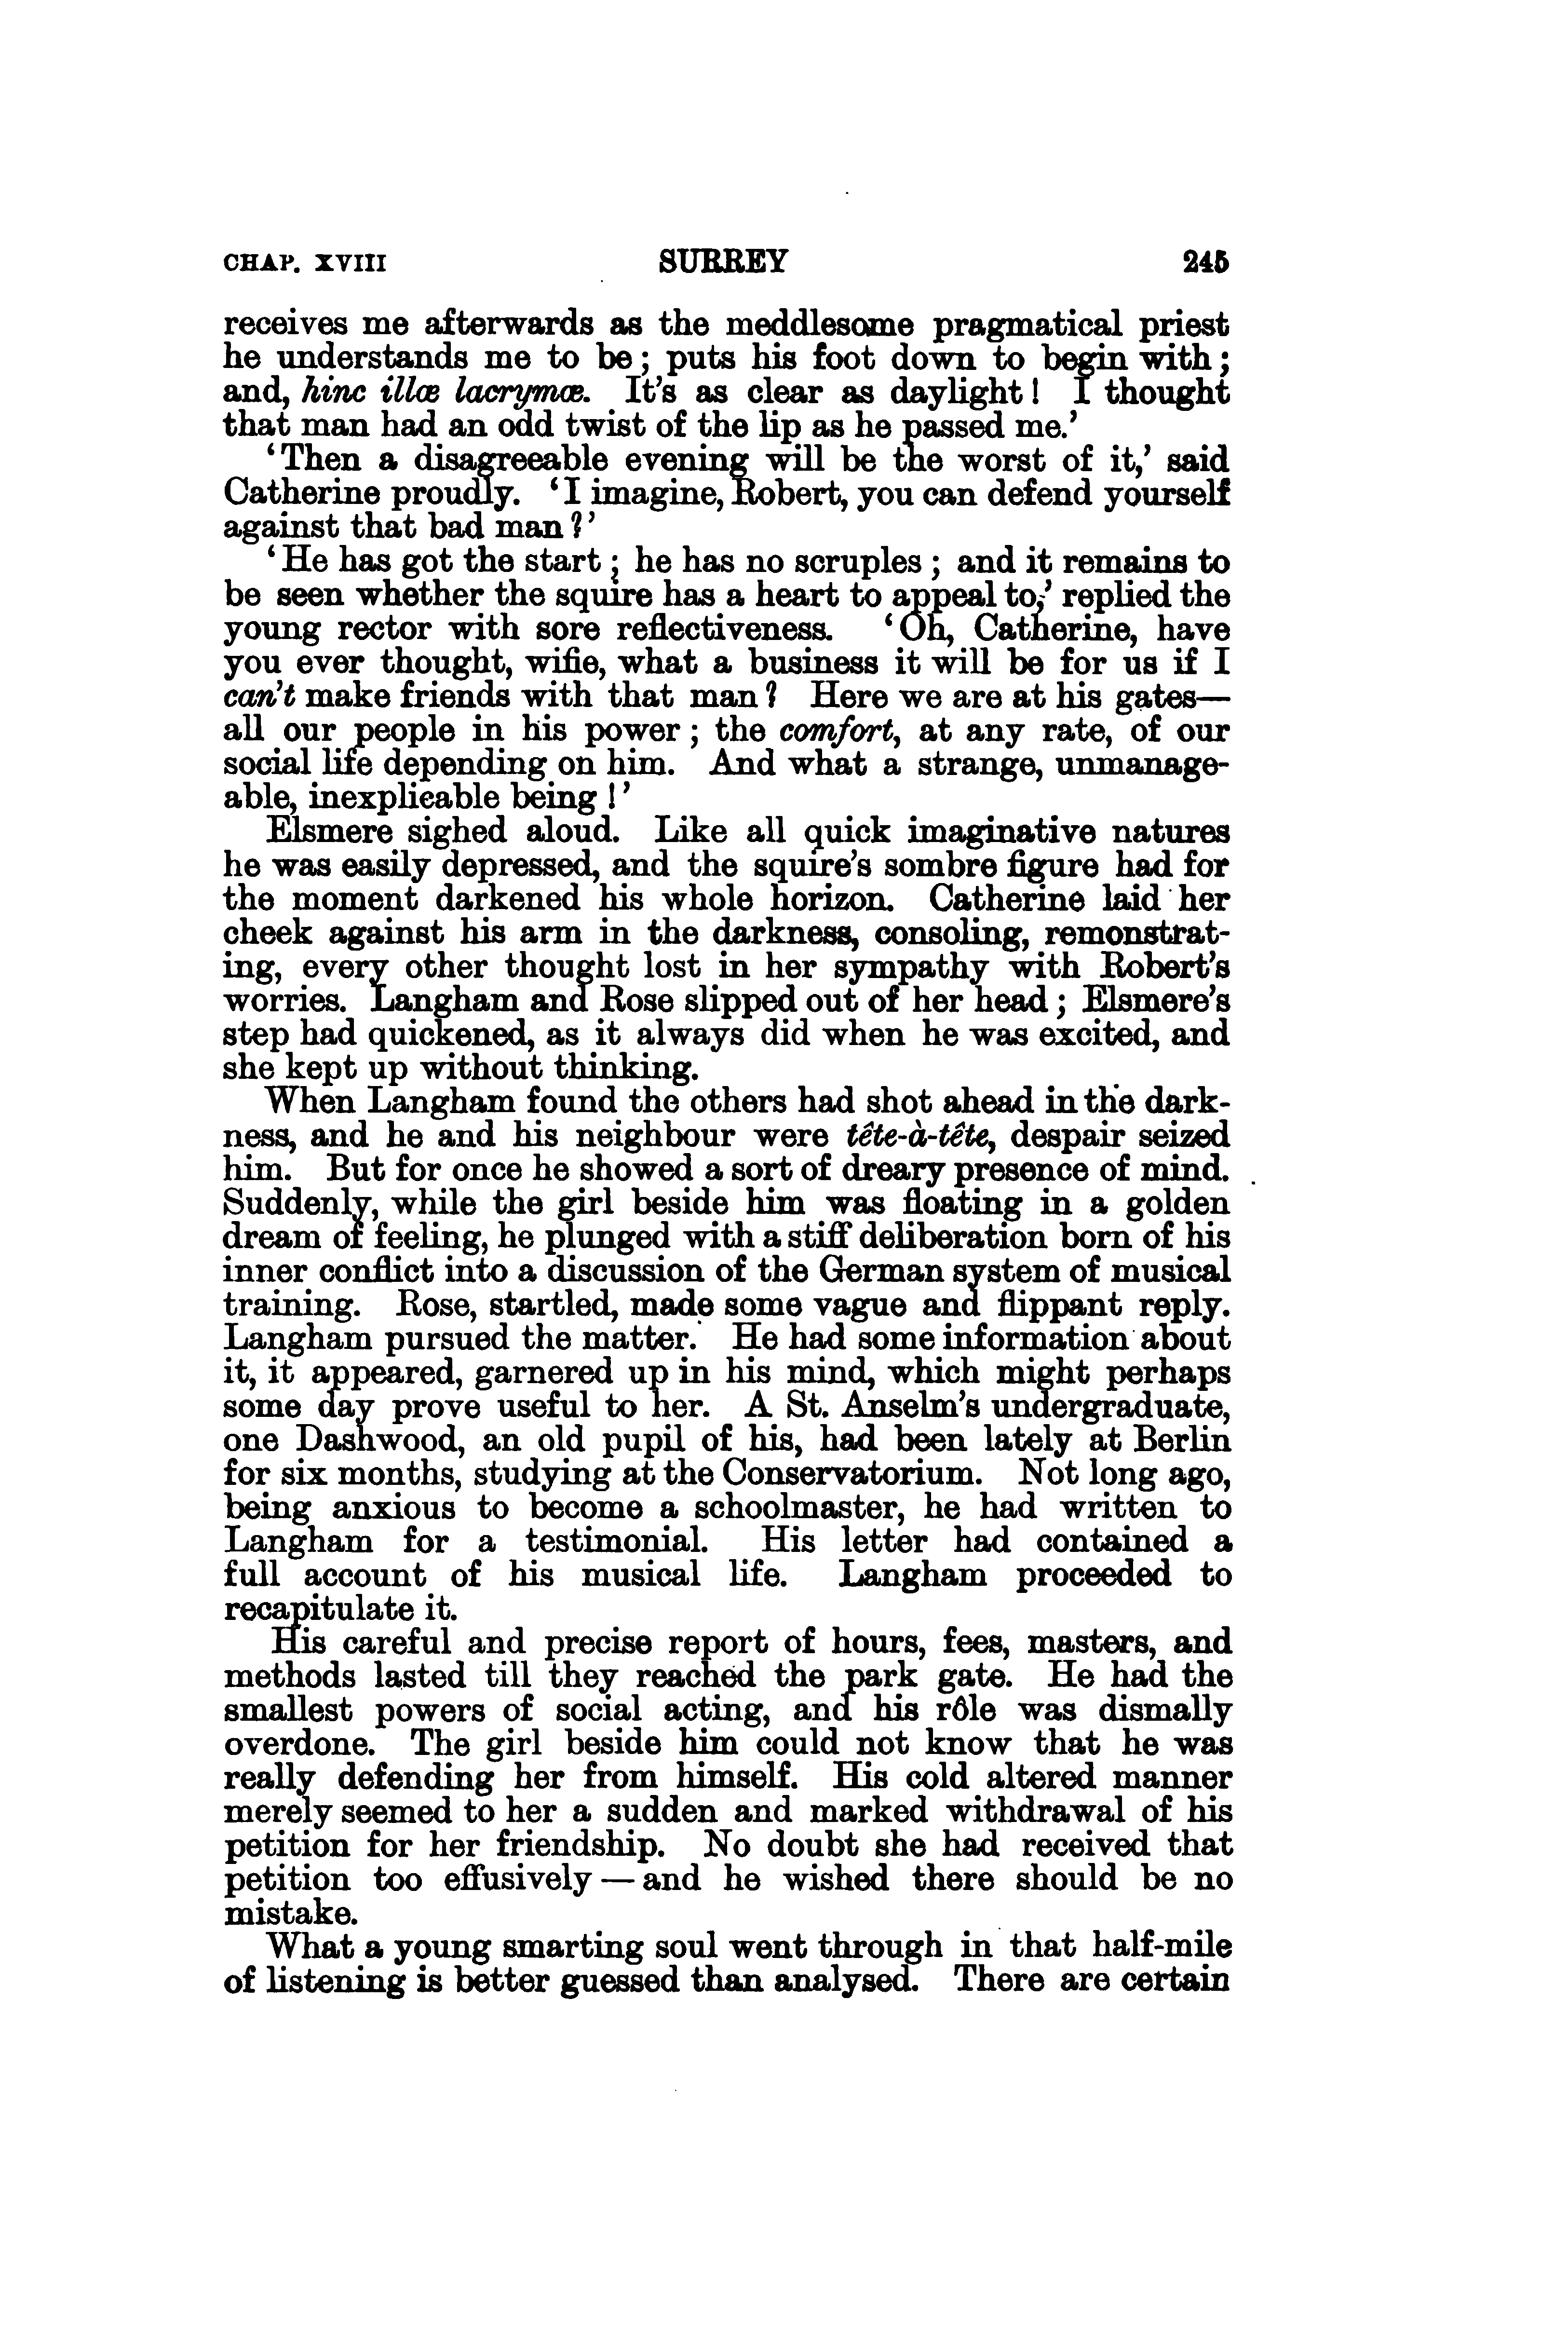 CHAP. XVIII SURREY 245
receives me afterwards as the meddlesome pragmatical priest
he understands me to be; puts his foot down to begin with;
and, hinc illæ lacrymæ. It's as clear as daylight! I thought
that man had an odd twist of the lip as he passed me.'
'Then a disagreeable evening will be the worst of it,' said
Catherine proudly. 'I imagine, Robert, you can defend yourself
against that bad man?'
'He has got the start; he has no scruples; and it remains to
be seen whether the squire has a heart to appeal to,' replied the
young rector with sore reflectiveness. 'Oh, Catherine, have
you ever thought, wifie, what a business it will be for us if I
can't make friends with that man? Here we are at his gates—
all our people in his power; the comfort, at any rate, of our
social life depending on him. And what a strange, unmanage-
able, inexplicable being!'
Elsmere sighed aloud. Like all quick imaginative natures
he was easily depressed, and the squire's sombre figure had for
the moment darkened his whole horizon. Catherine laid her
cheek against his arm in the darkness, consoling, remonstrat-
ing, every other thought lost in her sympathy with Robert's
worries. Langham and Rose slipped out of her head; Elsmere's
step had quickened, as it always did when he was excited, and
she kept up without thinking.
When Langham found the others had shot ahead in the dark-
ness, and he and his neighbour were tête-à-tête, despair seized
him. But for once he showed a sort of dreary presence of mind.
Suddenly, while the girl beside him was floating in a golden
dream of feeling, he plunged with a stiff deliberation born of his
inner conflict into a discussion of the German system of musical
training. Rose, startled, made some vague and flippant reply.
Langham pursued the matter. He had some information about
it, it appeared, garnered up in his mind, which might perhaps
some day prove useful to her. A St. Anselm's undergraduate,
one Dashwood, an old pupil of his, had been lately at Berlin
for six months, studying at the Conservatorium. Not long ago,
being anxious to become a schoolmaster, he had written to
Langham for a testimonial. His letter had contained a
full account of his musical life. Langham proceeded to
recapitulate it.
His careful and precise report of hours, fees, masters, and
methods lasted till they reached the park gate. He had the
smallest powers of social acting, and his rôle was dismally
overdone. The girl beside him could not know that he was
really defending her from himself. His cold altered manner
merely seemed to her a sudden and marked withdrawal of his
petition for her friendship. No doubt she had received that
petition too effusively — and he wished there should be no
mistake.
What a young smarting soul went through in that half-mile
of listening is better guessed than analysed. There are certain